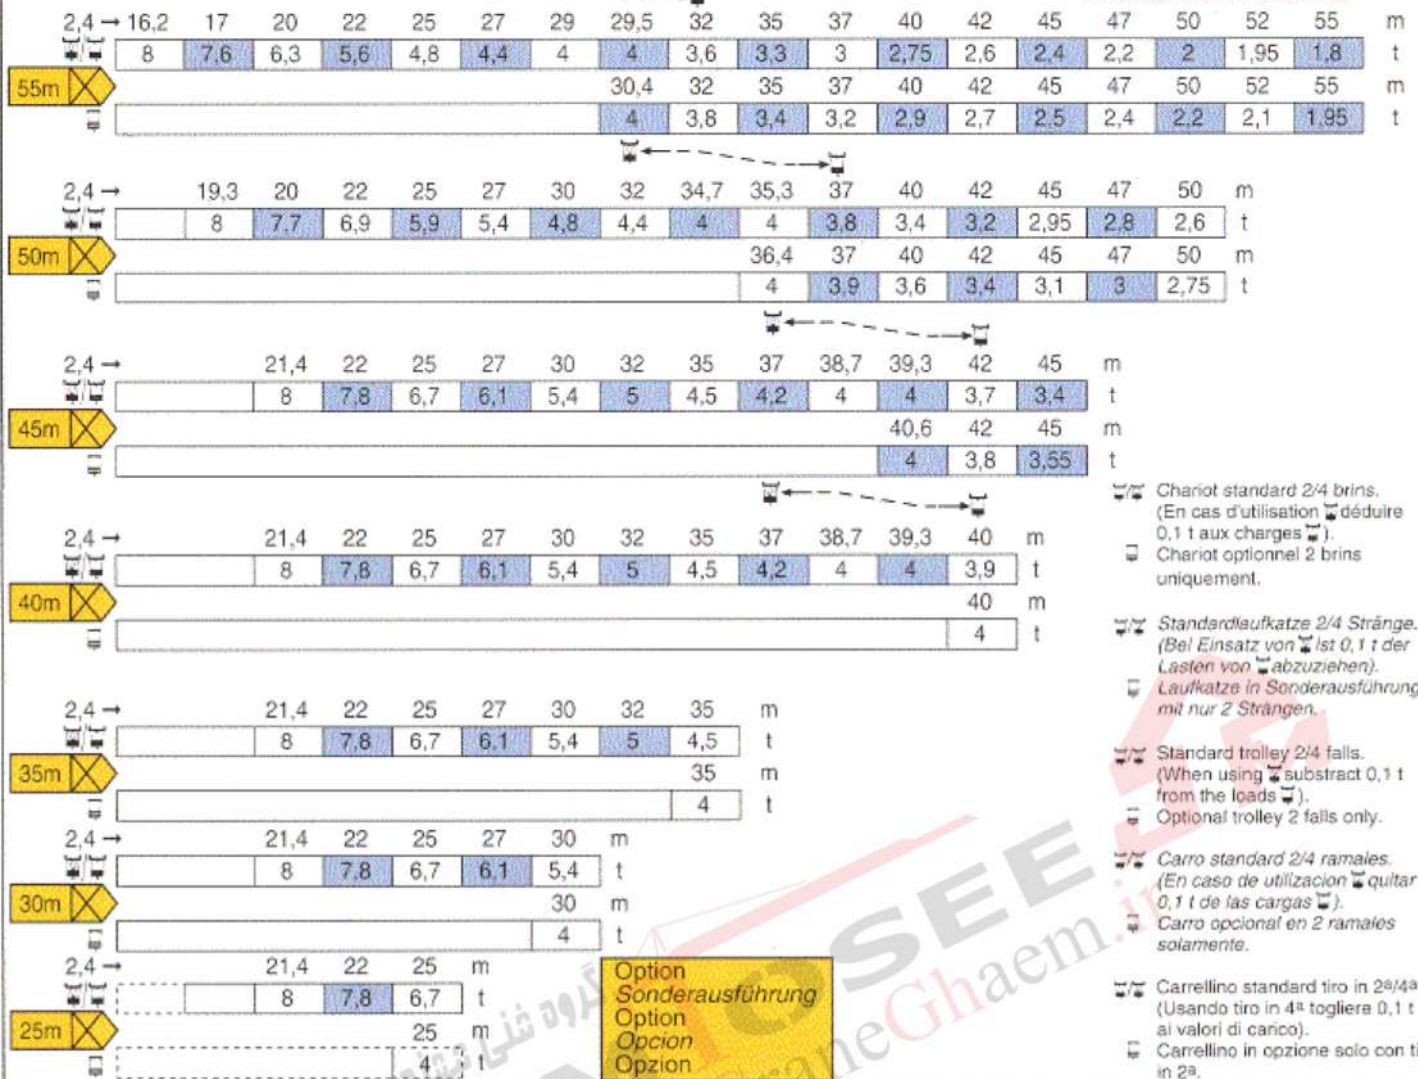 2,4 → 16,2 17 20 22 25 27 29 29,5 32 35 37 40 42 45 47 50 52 55 m
8 7,6 6,3 5,6 4,8 4,4 4 4 3,6 3,3 3 2,75 2,6 2,4 2,2 2 1,95 1,8 t
55m
30,4 32 35 37 40 42 45 47 50 52 55 m
4 3,8 3,4 3,2 2,9 2,7 2,5 2,4 2,2 2,1 1,95 t
2,4 → 19,3 20 22 25 27 30 32 34,7 35,3 37 40 42 45 47 50 m
8 7,7 6,9 5,9 5,4 4,8 4,4 4 4 3,8 3,4 3,2 2,95 2,8 2,6 t
50m
36,4 37 40 42 45 47 50 m
4 3,9 3,6 3,4 3,1 3 2,75 t
2,4 → 21,4 22 25 27 30 32 35 37 38,7 39,3 42 45 m
8 7,8 6,7 6,1 5,4 5 4,5 4,2 4 4 3,7 3,4 t
45m
40,6 42 45 m
4 3,8 3,55 t
2,4 → 21,4 22 25 27 30 32 35 37 38,7 39,3 40 m
8 7,8 6,7 6,1 5,4 5 4,5 4,2 4 4 3,9 t
40m
40 m
4 t
2,4 → 21,4 22 25 27 30 32 35 m
8 7,8 6,7 6,1 5,4 5 4,5 t
35m
35 m
4 t
2,4 → 21,4 22 25 27 30 m
8 7,8 6,7 6,1 5,4 t
30m
30 m
4 t
2,4 → 21,4 22 25 m
8 7,8 6,7 t
25m
25 m
4 t
Option
Sonderausführung
Option
Opcion
Opzion
Chariot standard 2/4 brins.
(En cas d'utilisation déduire
0,1 t aux charges ).
Chariot optionnel 2 brins
uniquement.
Standardlaufkatze 2/4 Stränge.
(Bei Einsatz von ist 0,1 t der
Lasten von abzuziehen).
Laufkatze in Sonderausführung
mit nur 2 Strängen.
Standard trolley 2/4 falls.
(When using substract 0,1 t
from the loads ).
Optional trolley 2 falls only.
Carro standard 2/4 ramales.
(En caso de utilizacion quitar
0,1 t de las cargas ).
Carro opcional en 2 ramales
solamente.
Carrellino standard tiro in 2ª/4ª
(Usando tiro in 4ª togliere 0,1 t
ai valori di carico).
Carrellino in opzione solo con ti
in 2ª.
TOSEE
craneGhaem.ir
گروه فنی